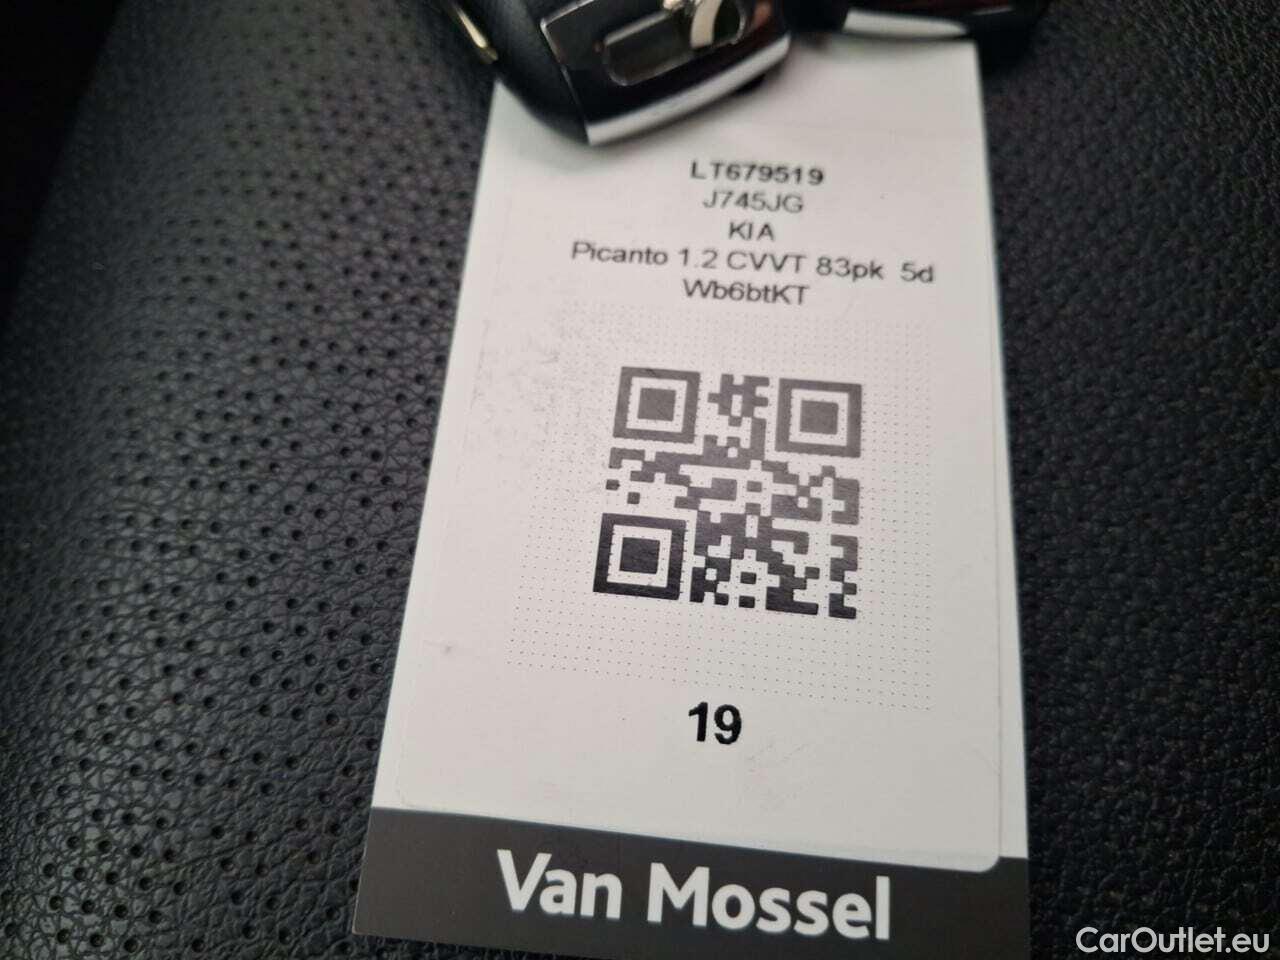 LT679519
J745JG
KIA
Picanto 1.2 CVVT 83pk 5d
Wb6btKT
19
Van Mossel
CarOutlet.eu